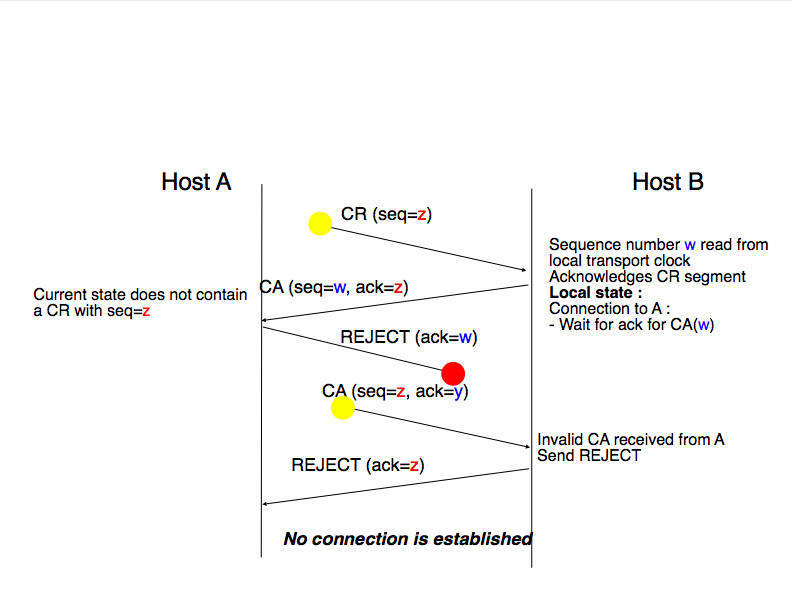 Host A
Host B
CR (seq=z)
Sequence number w read from
local transport clock
Acknowledges CR segment
Local state :
Connection to A :
- Wait for ack for CA(w)
CA (seq=w, ack=z)
Current state does not contain
a CR with seq=z
REJECT (ack=w)
CA (seq=z, ack=y)
Invalid CA received from A
Send REJECT
REJECT (ack=z)
No connection is established